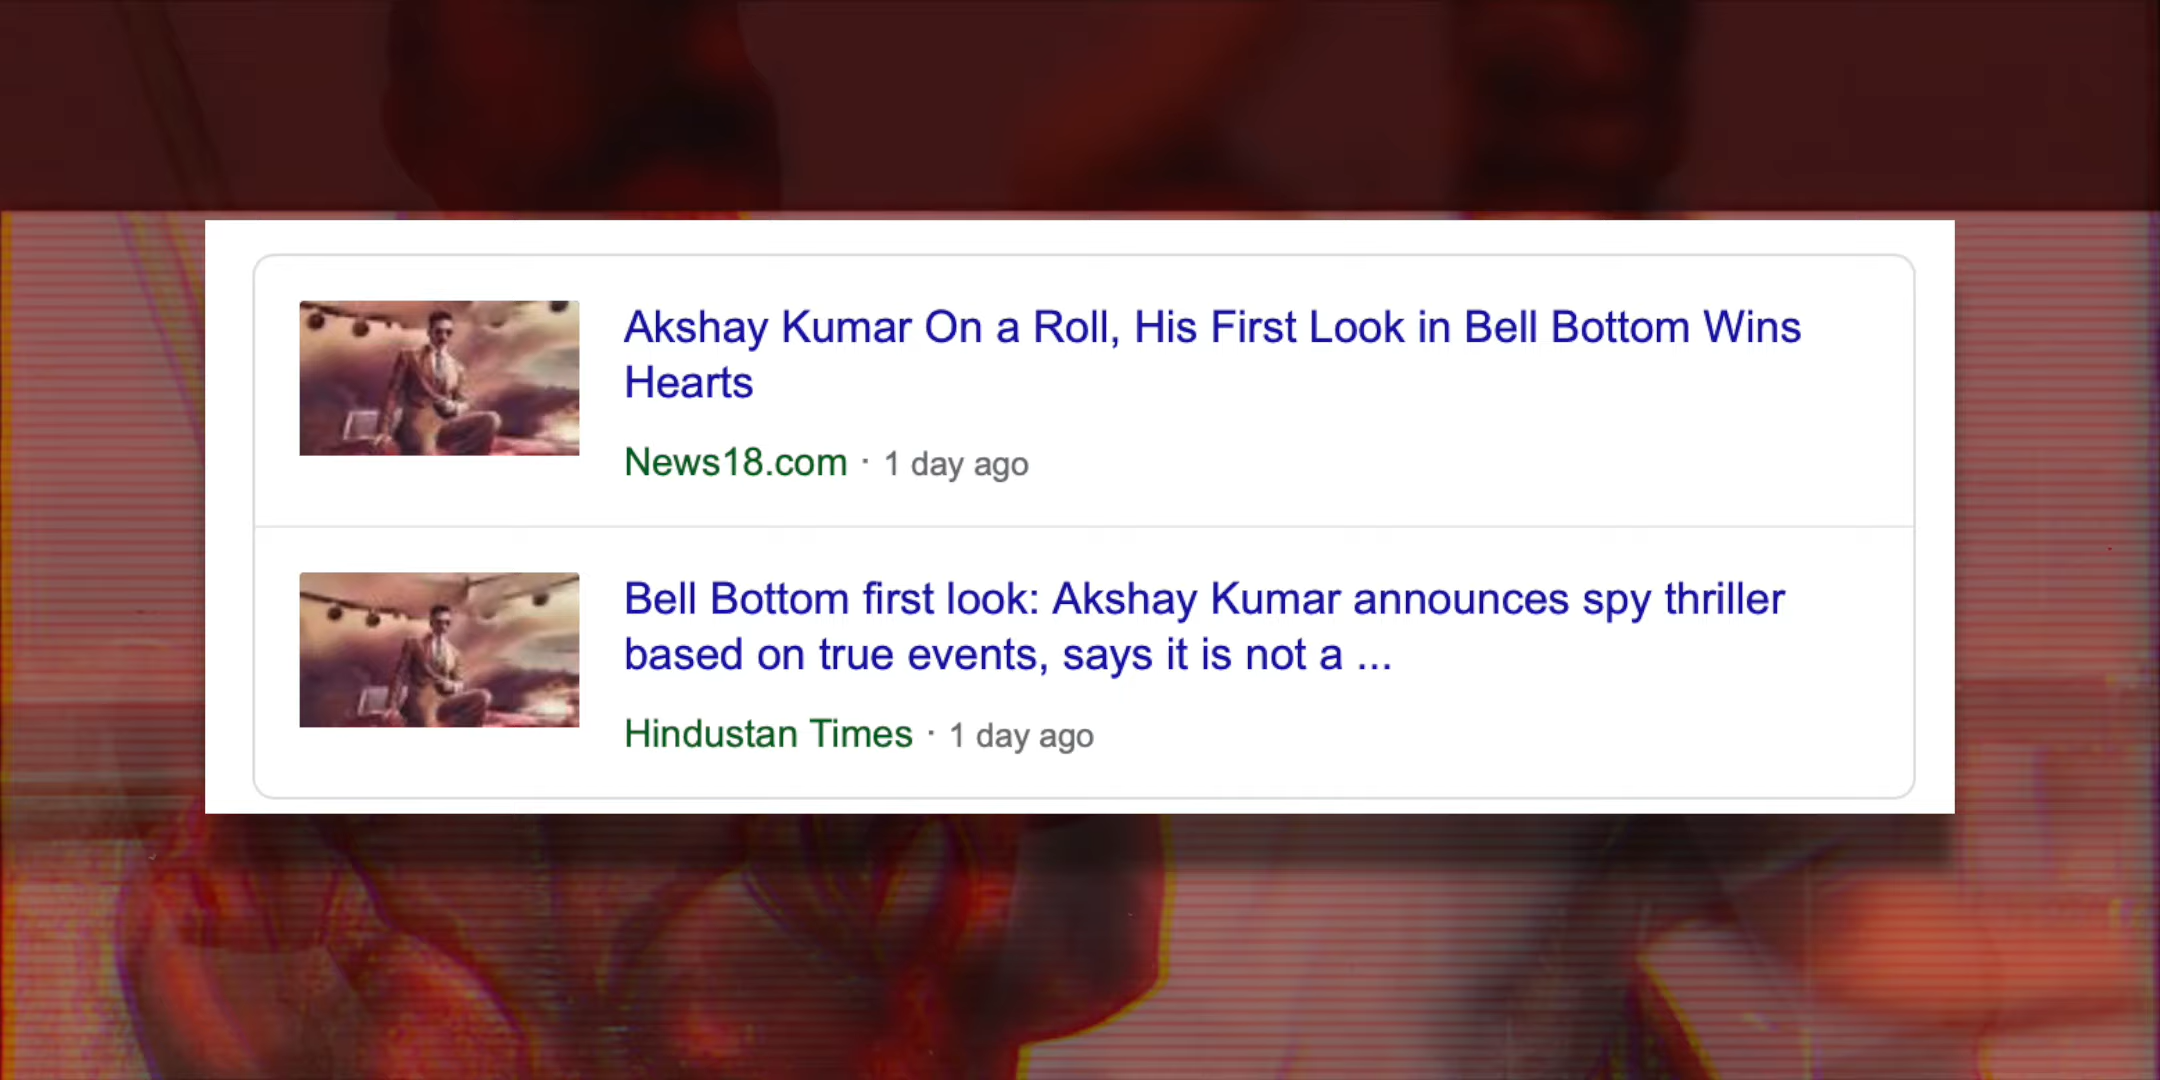 Akshay Kumar On a Roll, His First Look in Bell Bottom Wins
Hearts
News18.com · 1 day ago
Bell Bottom first look: Akshay Kumar announces spy thriller
based on true events, says it is not a ...
Hindustan Times · 1 day ago